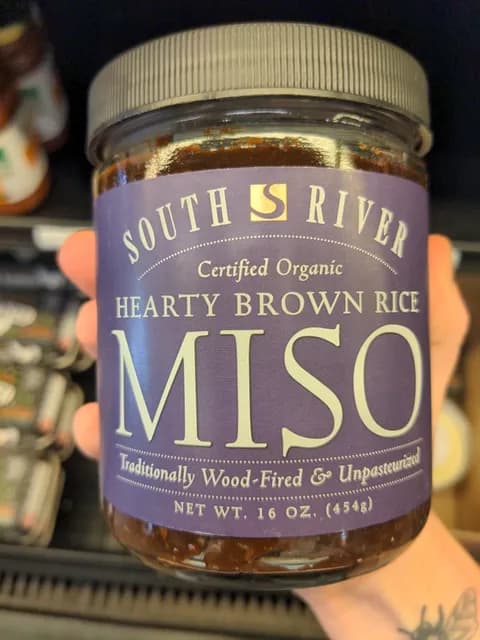 SOUTH S RIVER
Certified Organic
HEARTY BROWN RICE
MISO
Traditionally Wood-Fired & Unpasteurized
NET WT. 16 OZ. (454g)